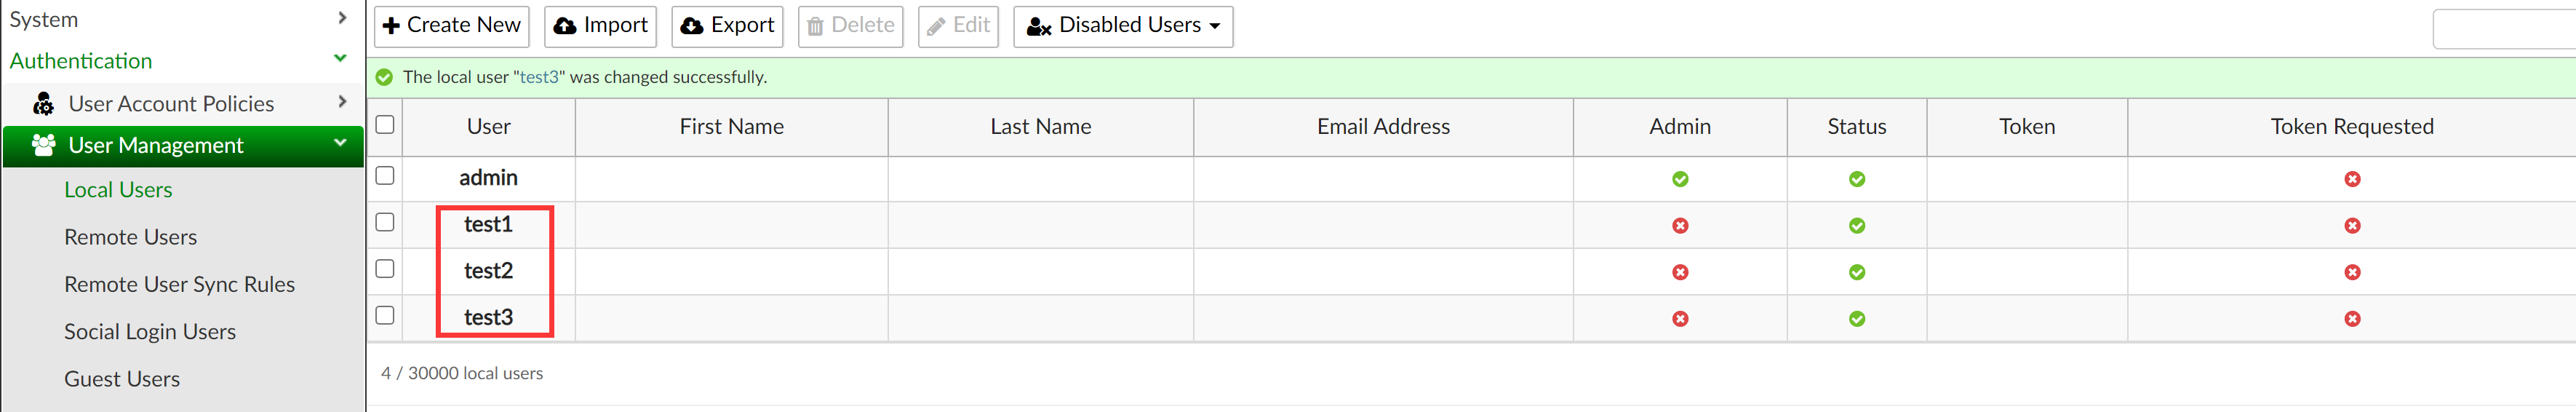 System
Authentication
User Account Policies
User Management
Local Users
Remote Users
Remote User Sync Rules
Social Login Users
Guest Users
Create New Import Export Delete Edit Disabled Users
The local user "test3" was changed successfully.
User First Name Last Name Email Address Admin Status Token Token Requested
admin
test1
test2
test3
4 / 30000 local users